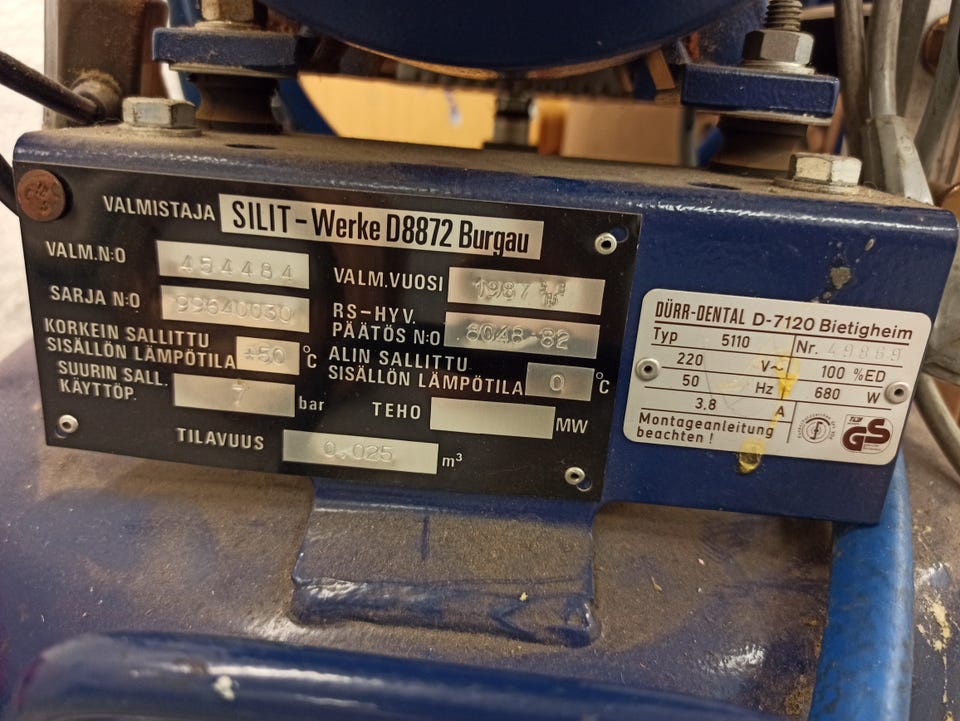 VALMISTAJA SILIT-Werke D8872 Burgau
VALM.N:O 454484
SARJA N:O 99640030
KORKEIN SALLITTU
SISÄLLÖN LÄMPÖTILA +50 °C
SUURIN SALL.
KÄYTTÖP. 7 bar
VALM.VUOSI 1987
RS-HYV.
PÄÄTÖS N:O 8048-82
ALIN SALLITTU
SISÄLLÖN LÄMPÖTILA 0 °C
TEHO MW
TILAVUUS 0.025 m³
DÜRR-DENTAL D-7120 Bietigheim
Typ 5110 Nr. 49869
220 V~ 100 %ED
50 Hz 680 W
3,8 A
Montageanleitung
beachten !
GS